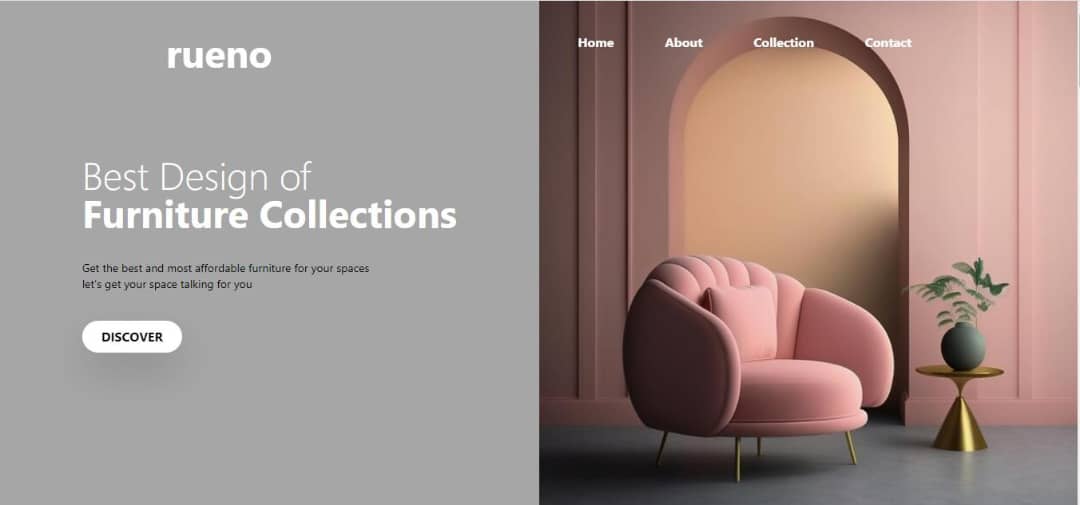 rueno
Home About Collection Contact
Best Design of
Furniture Collections
Get the best and most affordable furniture for your spaces
let's get your space talking for you
DISCOVER